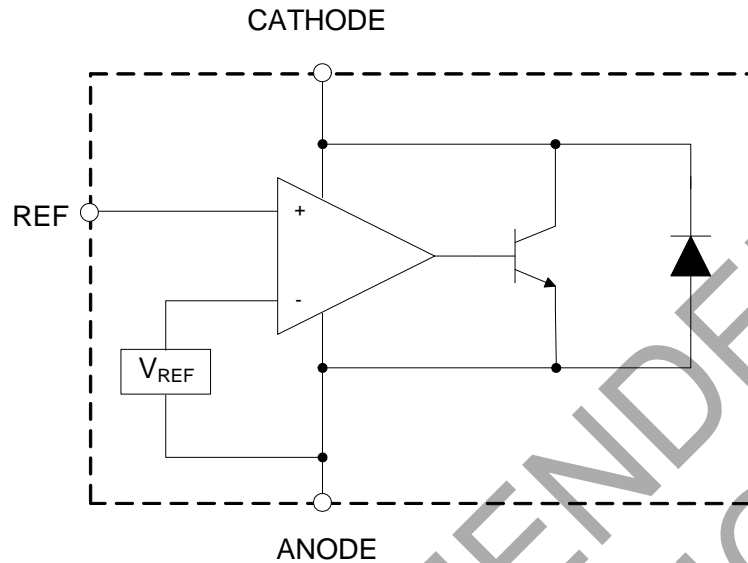 CATHODE
REF
+
-
VREF
ANODE